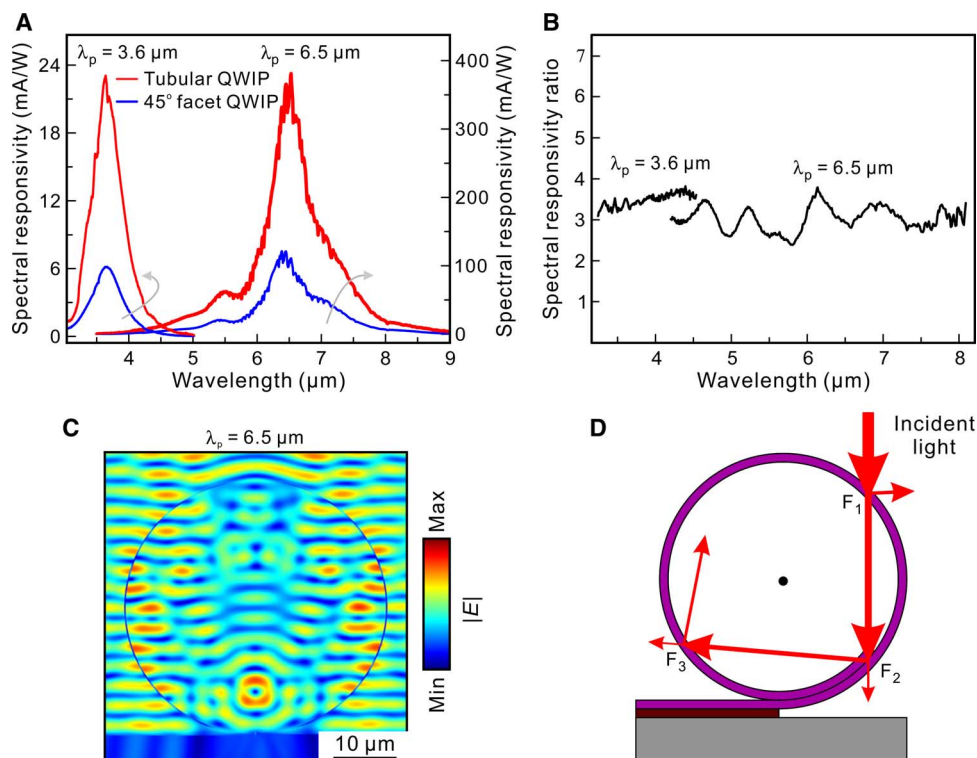 A
λp = 3.6 μm
λp = 6.5 μm
Tubular QWIP
45° facet QWIP
Spectral responsivity (mA/W)
24
18
12
6
0
400
300
200
100
0
Spectral responsivity (mA/W)
4 5 6 7 8 9
Wavelength (μm)
B
Spectral responsivity ratio
7
6
5
4
3
2
1
λp = 3.6 μm
λp = 6.5 μm
4 5 6 7 8
Wavelength (μm)
C
λp = 6.5 μm
Max
|E|
Min
10 μm
D
Incident
light
F1
F2
F3